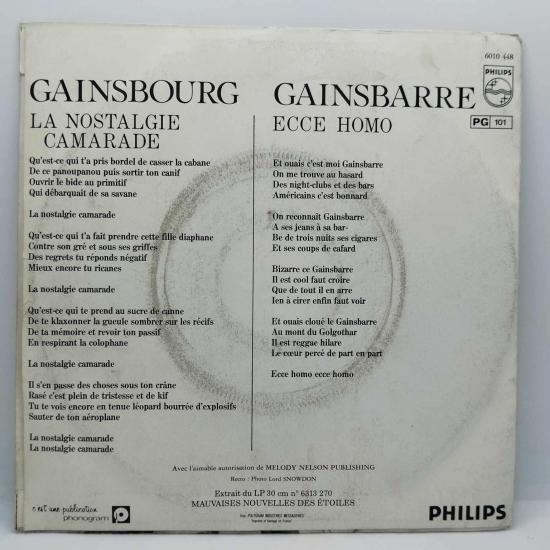 6010 448
PHILIPS
PG 101
GAINSBOURG
LA NOSTALGIE
CAMARADE
Qu'est-ce qui t'a pris bordel de casser la cabane
De ce panoupanou puis sortir ton canif
Ouvrir le bide au primitif
Qui débarquait de sa savane
La nostalgie camarade
Qu'est-ce qui t'a fait prendre cette fille diaphane
Contre son gré et sous ses griffes
Des regrets tu réponds négatif
Mieux encore tu ricanes
La nostalgie camarade
Qu'est-ce qui te prend au sucre de canne
De te klaxonner la gueule sombrer sur les récifs
De ta mémoire et revoir ton passif
En respirant la colophane
La nostalgie camarade
Il s'en passe des choses sous ton crâne
Rasé c'est plein de tristesse et de kif
Tu te vois encore en tenue léopard bourrée d'explosifs
Sauter de ton aéroplane
La nostalgie camarade
La nostalgie camarade
GAINSBARRE
ECCE HOMO
Et ouais c'est moi Gainsbarre
On me trouve au hasard
Des night-clubs et des bars
Américains c'est bonnard
On reconnaît Gainsbarre
A ses jeans à sa bar-
Be de trois nuits ses cigares
Et ses coups de cafard
Bizarre ce Gainsbarre
Il est cool faut croire
Que de tout il en arre
Ien à cirer enfin faut voir
Et ouais cloué le Gainsbarre
Au mont du Golgothar
Il est reggae hilare
Le cœur percé de part en part
Ecce homo ecce homo
Avec l'aimable autorisation de MELODY NELSON PUBLISHING
Recto : Photo Lord SNOWDON
Extrait du LP 30 cm n° 6313 270
MAUVAISES NOUVELLES DES ÉTOILES
c'est une publication
phonogram
PHILIPS